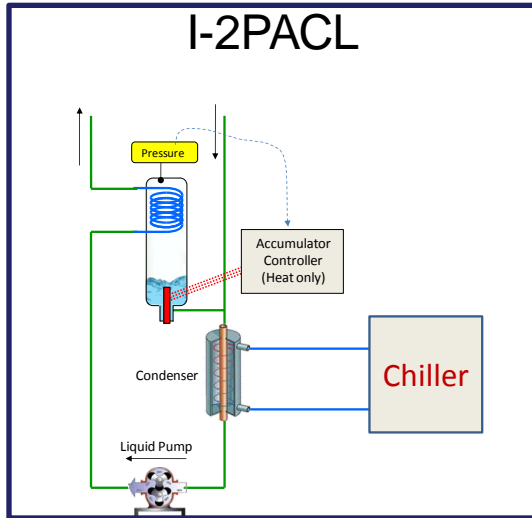 I-2PACL
Pressure
Accumulator
Controller
(Heat only)
Condenser
Chiller
Liquid Pump